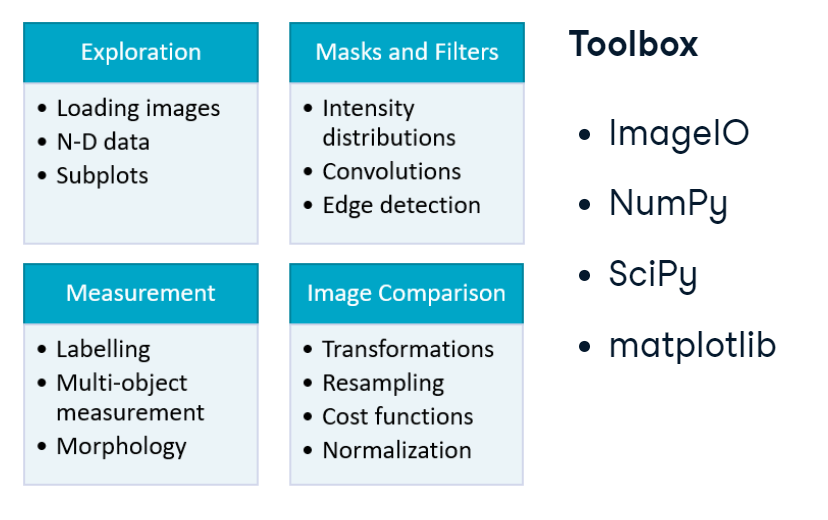 Exploration
• Loading images
• N-D data
• Subplots
Masks and Filters
• Intensity
distributions
• Convolutions
• Edge detection
Measurement
• Labelling
• Multi-object
measurement
• Morphology
Image Comparison
• Transformations
• Resampling
• Cost functions
• Normalization
Toolbox
• ImageIO
• NumPy
• SciPy
• matplotlib